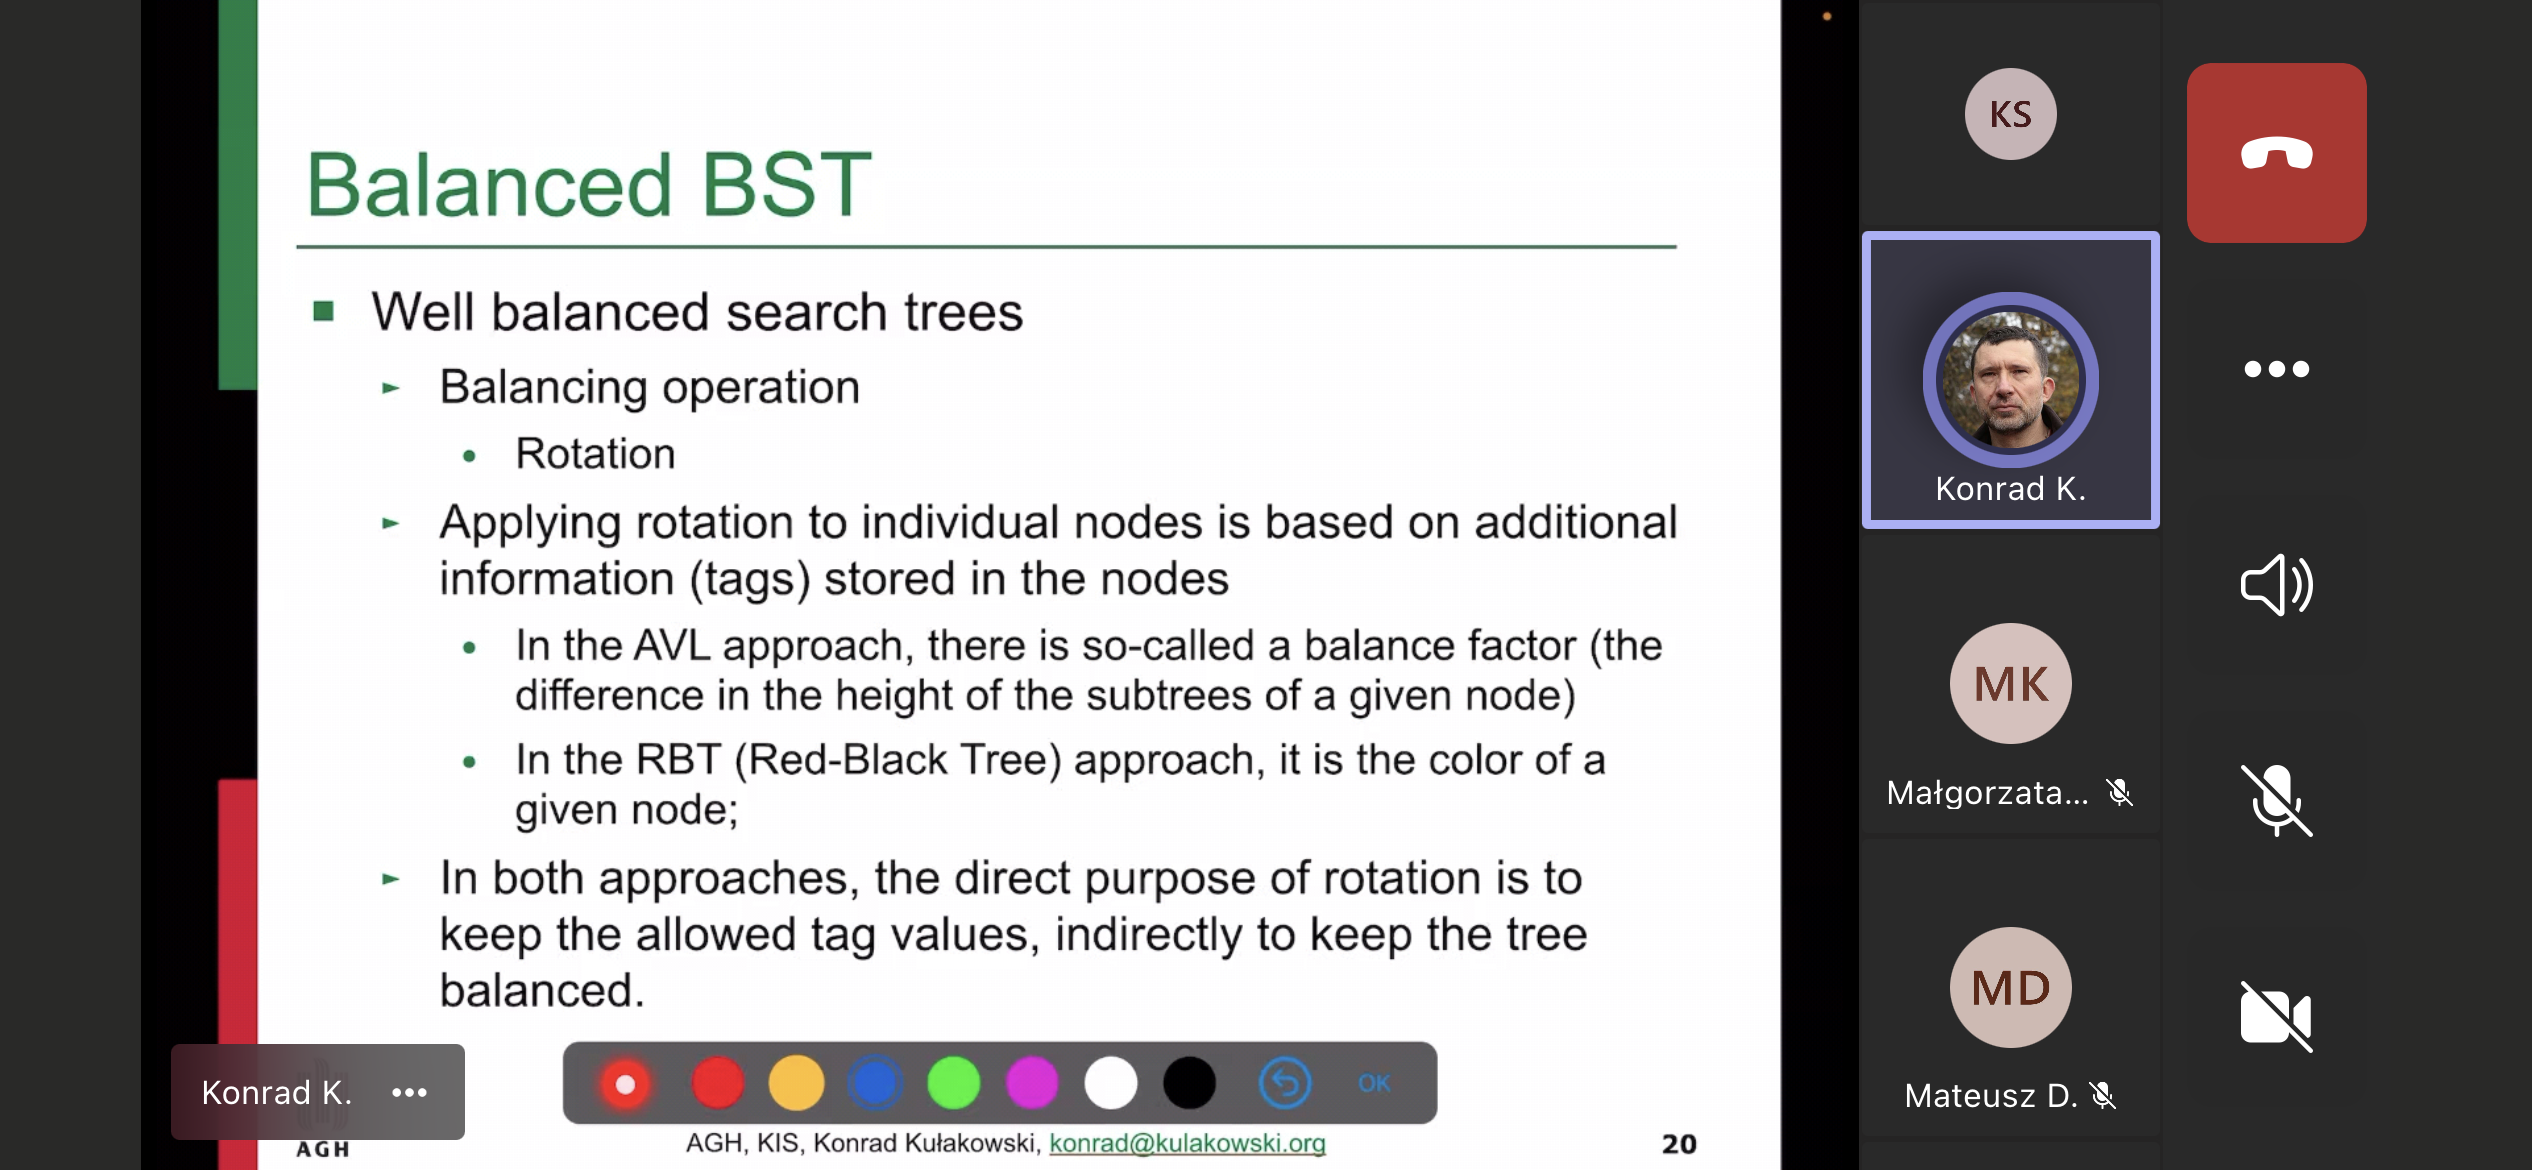 Balanced BST
Well balanced search trees
Balancing operation
Rotation
Applying rotation to individual nodes is based on additional
information (tags) stored in the nodes
In the AVL approach, there is so-called a balance factor (the
difference in the height of the subtrees of a given node)
In the RBT (Red-Black Tree) approach, it is the color of a
given node;
In both approaches, the direct purpose of rotation is to
keep the allowed tag values, indirectly to keep the tree
balanced.
OK
Konrad K.
AGH
AGH, KIS, Konrad Kułakowski, konrad@kulakowski.org
20
KS
Konrad K.
MK
Małgorzata...
MD
Mateusz D.